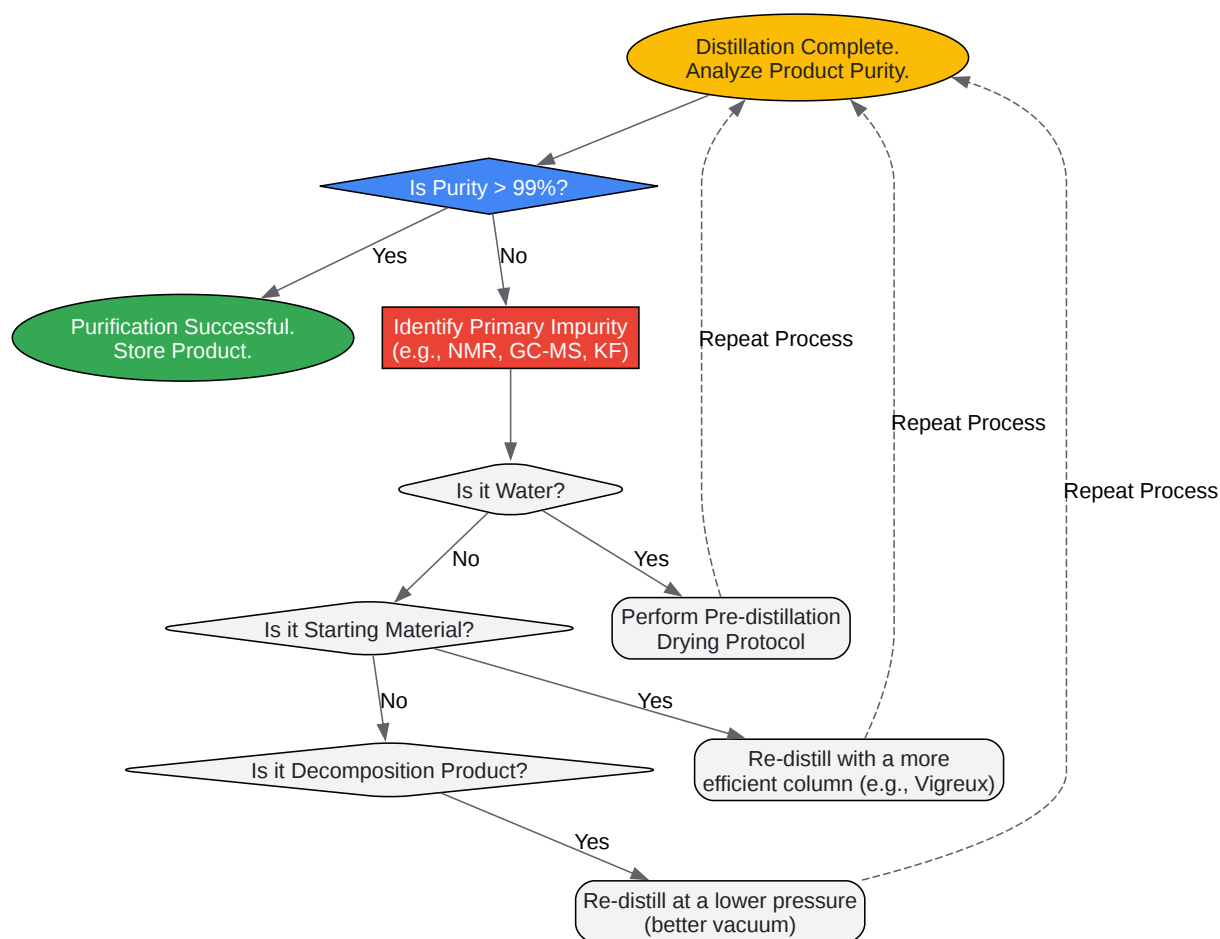 Distillation Complete.
Analyze Product Purity.
Is Purity > 99%?
Yes
No
Purification Successful.
Store Product.
Identify Primary Impurity
(e.g., NMR, GC-MS, KF)
Repeat Process
Repeat Process
Repeat Process
Is it Water?
No
Yes
Perform Pre-distillation
Drying Protocol
Is it Starting Material?
No
Yes
Re-distill with a more
efficient column (e.g., Vigreux)
Is it Decomposition Product?
Yes
Re-distill at a lower pressure
(better vacuum)